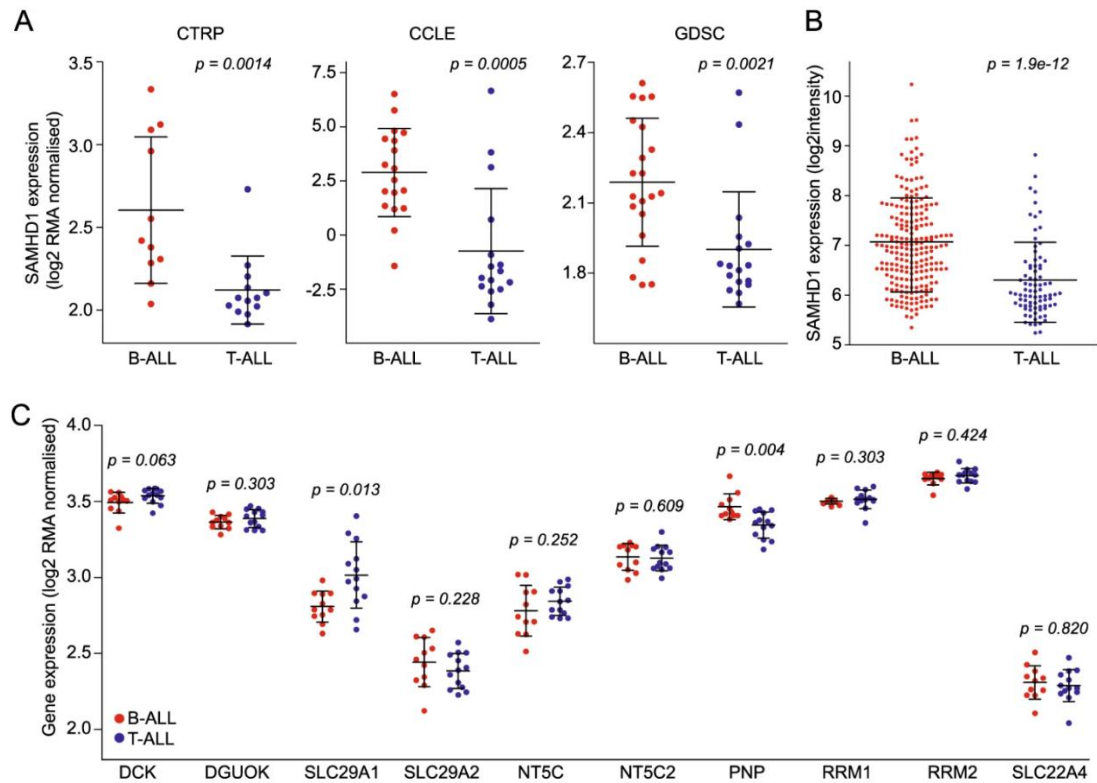 A
CTRP
CCLE
GDSC
B
SAMHD1 expression
(log2 RMA normalised)
3.5
3.0
2.5
2.0
p = 0.0014
B-ALL
T-ALL
7.5
5.0
2.5
0
-2.5
p = 0.0005
B-ALL
T-ALL
2.7
2.4
2.1
1.8
p = 0.0021
B-ALL
T-ALL
SAMHD1 expression (log2intensity)
11
10
9
8
7
6
5
p = 1.9e-12
B-ALL
T-ALL
C
Gene expression (log2 RMA normalised)
4.0
3.5
3.0
2.5
2.0
p = 0.063
p = 0.303
p = 0.013
p = 0.228
p = 0.252
p = 0.609
p = 0.004
p = 0.303
p = 0.424
p = 0.820
B-ALL
T-ALL
DCK
DGUOK
SLC29A1
SLC29A2
NT5C
NT5C2
PNP
RRM1
RRM2
SLC22A4